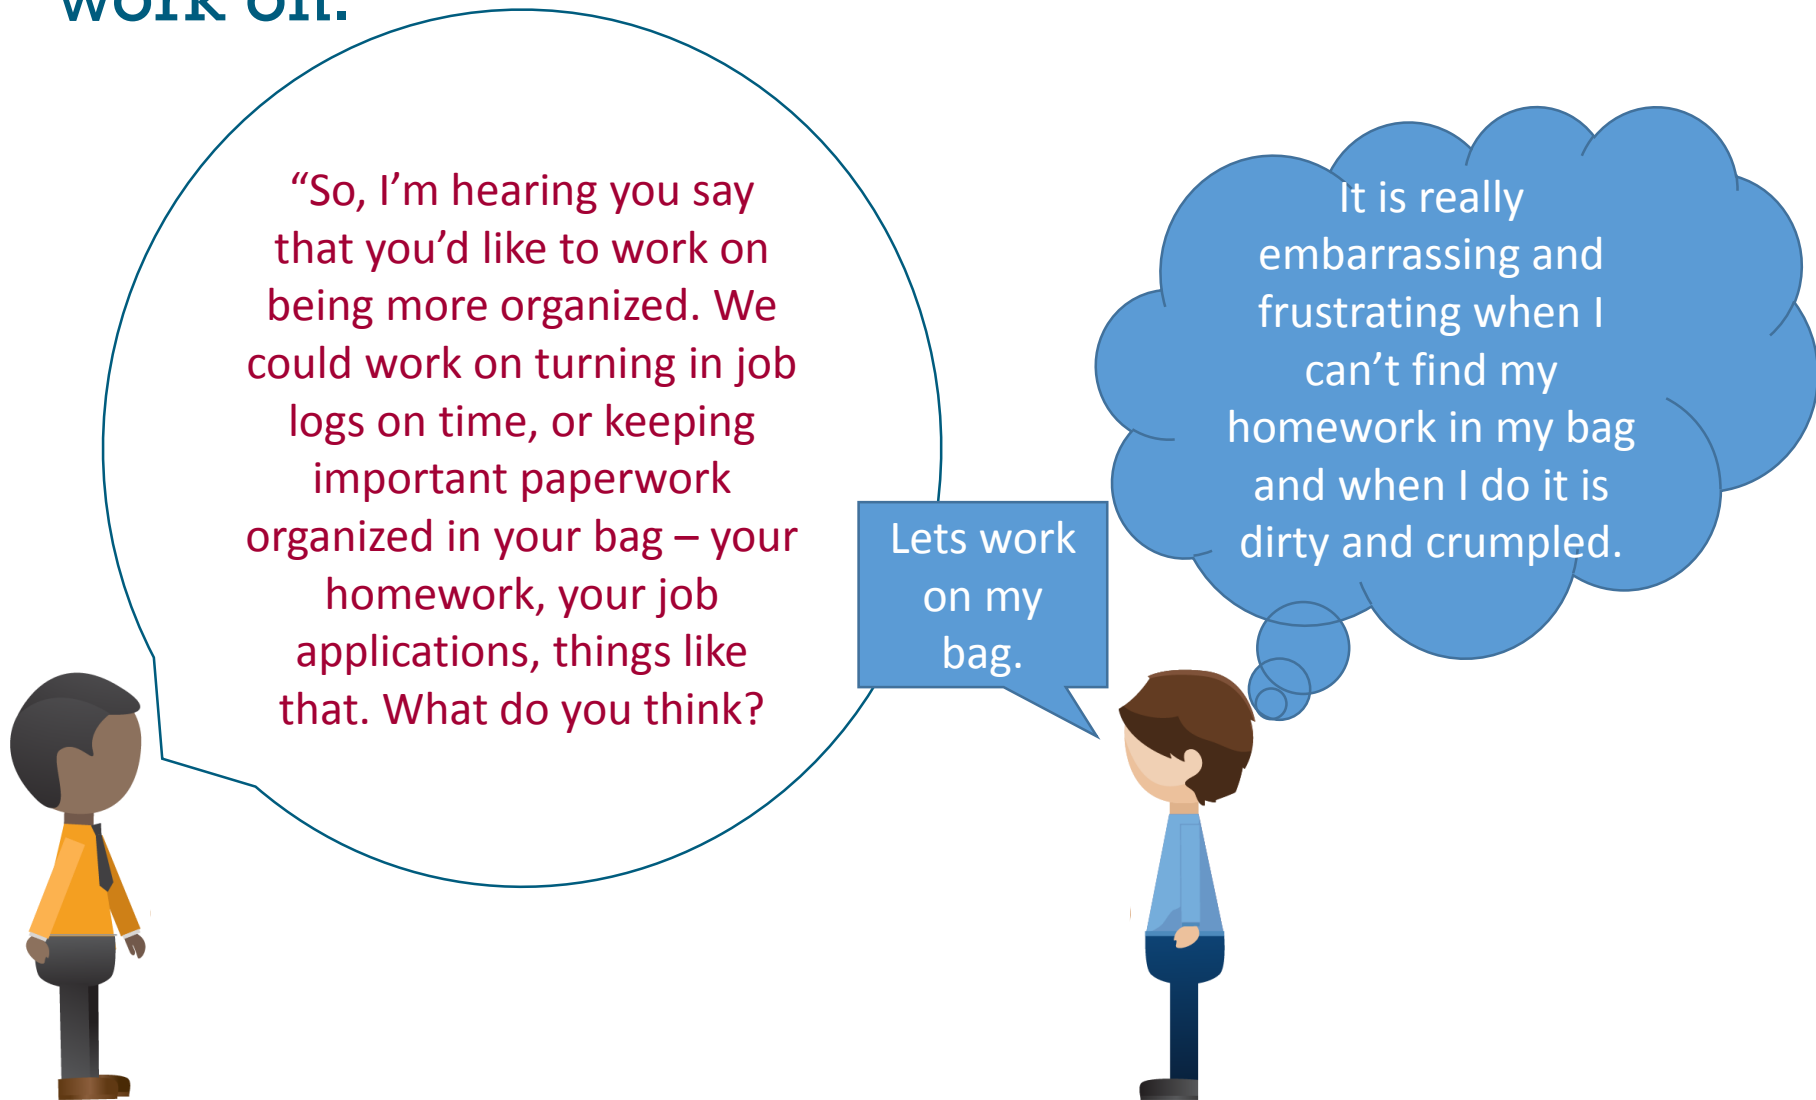 work on.
“So, I’m hearing you say
that you’d like to work on
being more organized. We
could work on turning in job
logs on time, or keeping
important paperwork
organized in your bag – your
homework, your job
applications, things like
that. What do you think?
Lets work
on my
bag.
It is really
embarrassing and
frustrating when I
can’t find my
homework in my bag
and when I do it is
dirty and crumpled.